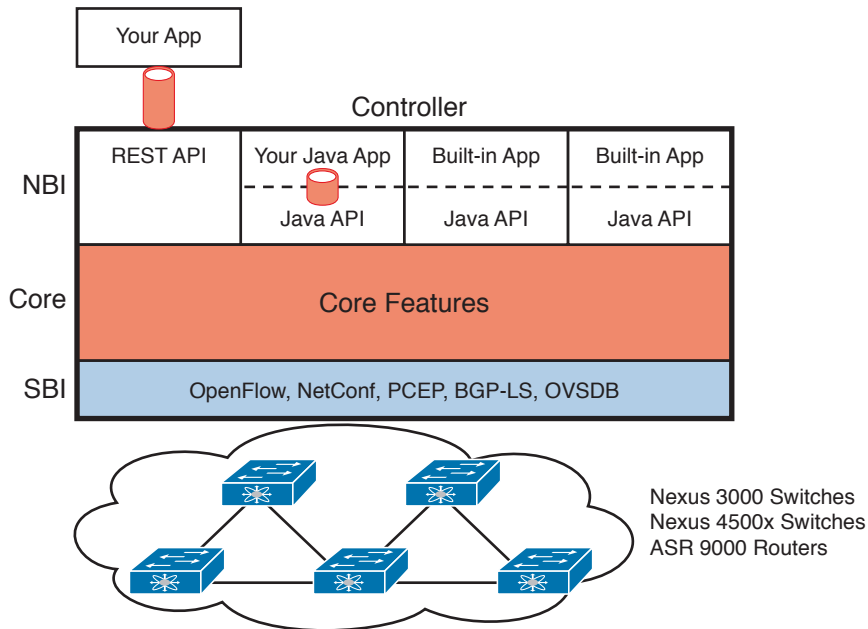 Your App
Controller
NBI
REST API
Your Java App
Built-in App
Built-in App
Java API
Java API
Java API
Core
Core Features
SBI
OpenFlow, NetConf, PCEP, BGP-LS, OVSDB
Nexus 3000 Switches
Nexus 4500x Switches
ASR 9000 Routers